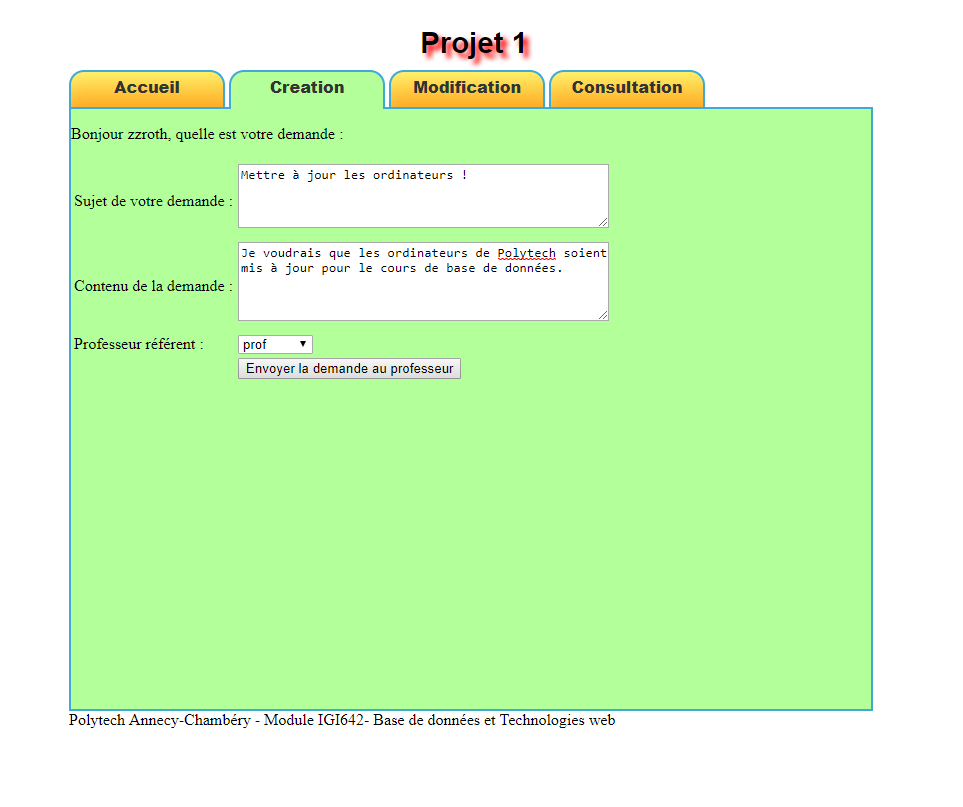 Projet 1
Accueil Creation Modification Consultation
Bonjour zzroth, quelle est votre demande :
Sujet de votre demande : Mettre à jour les ordinateurs !
Contenu de la demande : Je voudrais que les ordinateurs de Polytech soient
mis à jour pour le cours de base de données.
Professeur référent : prof
Envoyer la demande au professeur
Polytech Annecy-Chambéry - Module IGI642- Base de données et Technologies web